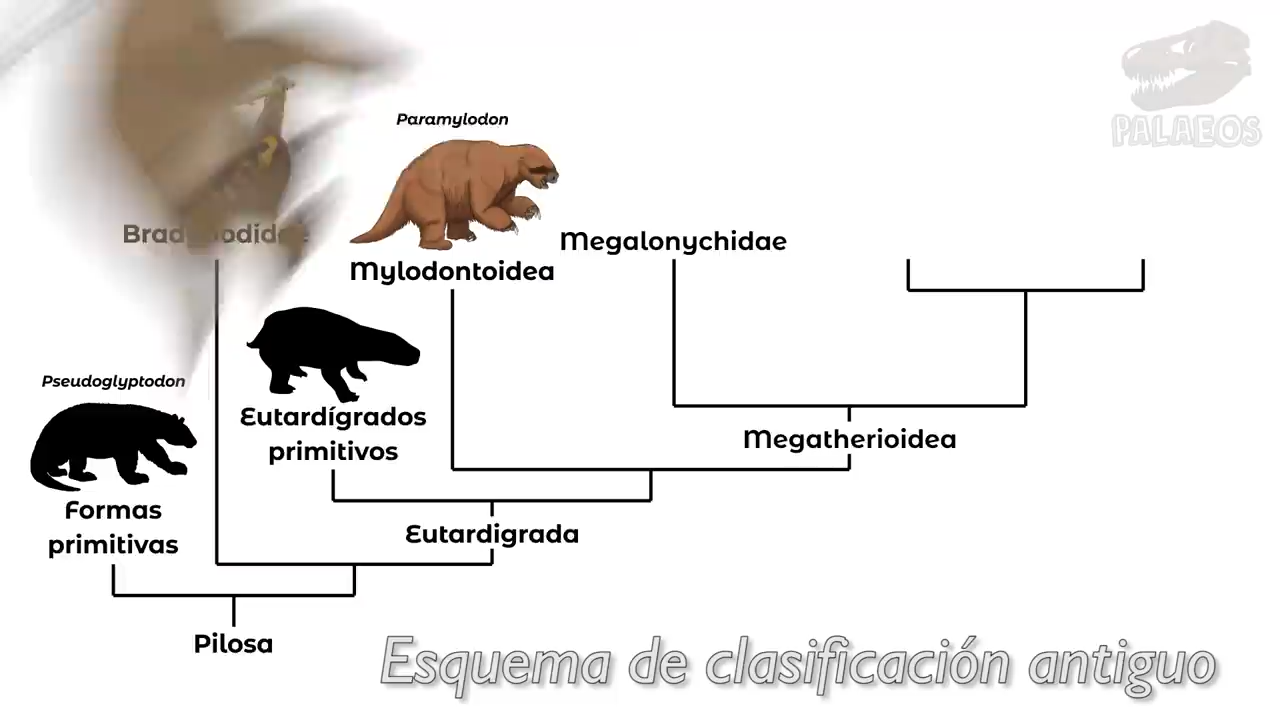 PALAEOS
Paramylodon
Megalonychidae
Mylodontoidea
Pseudoglyptodon
Eutardígrados
primitivos
Megatherioidea
Formas
primitivas
Eutardigrada
Pilosa
Esquema de clasificación antiguo